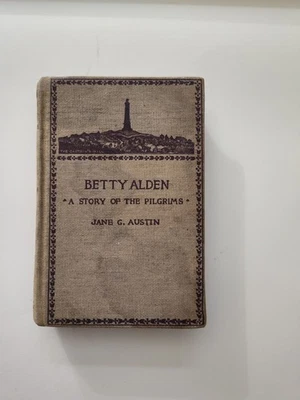 BETTY ALDEN
• A STORY OF THE PILGRIMS •
JANE G. AUSTIN